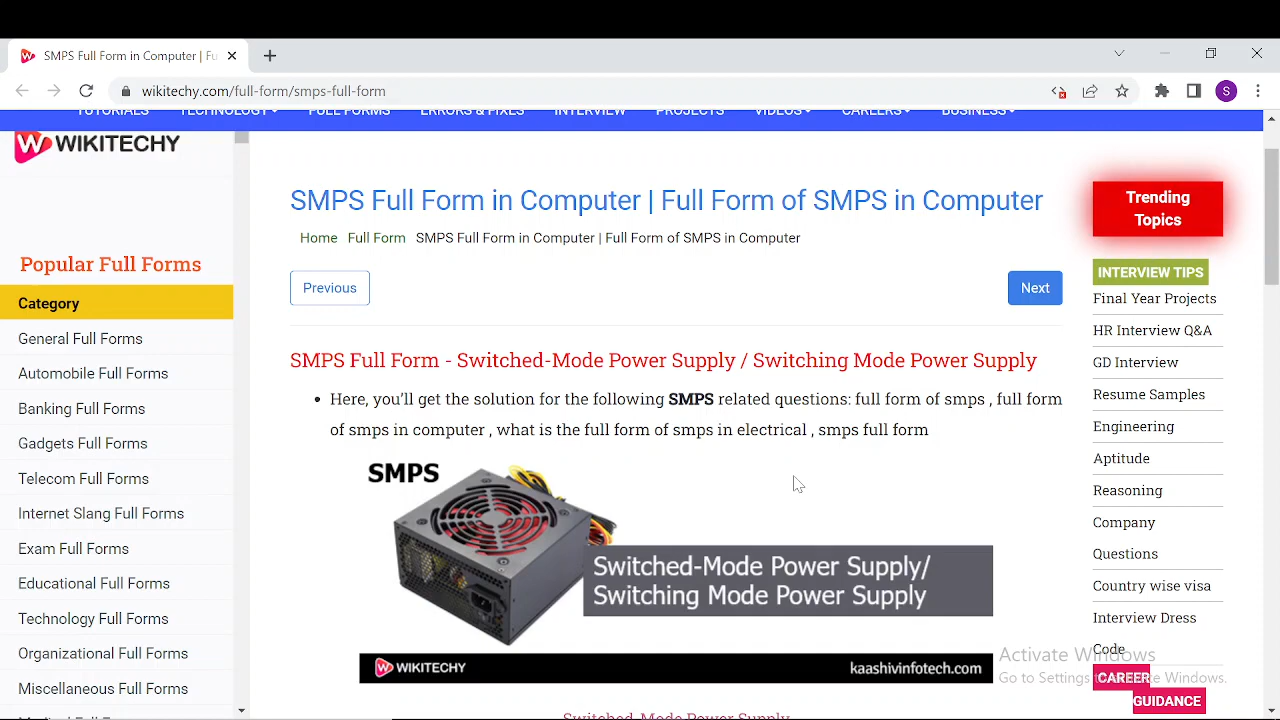 SMPS Full Form in Computer | Fu
wikitechy.com/full-form/smps-full-form
S
TUTORIALS TECHNOLOGY FULL FORMS ERRORS & FIXES INTERVIEW PROJECTS VIDEOS CAREERS BUSINESS
W WIKITECHY
Popular Full Forms
Category
General Full Forms
Automobile Full Forms
Banking Full Forms
Gadgets Full Forms
Telecom Full Forms
Internet Slang Full Forms
Exam Full Forms
Educational Full Forms
Technology Full Forms
Organizational Full Forms
Miscellaneous Full Forms
SMPS Full Form in Computer | Full Form of SMPS in Computer
Home Full Form SMPS Full Form in Computer | Full Form of SMPS in Computer
Previous
Next
SMPS Full Form - Switched-Mode Power Supply / Switching Mode Power Supply
• Here, you’ll get the solution for the following SMPS related questions: full form of smps , full form
of smps in computer , what is the full form of smps in electrical , smps full form
SMPS
Switched-Mode Power Supply/
Switching Mode Power Supply
W WIKITECHY
kaashivinfotech.com
Switched-Mode Power Supply
Trending
Topics
INTERVIEW TIPS
Final Year Projects
HR Interview Q&A
GD Interview
Resume Samples
Engineering
Aptitude
Reasoning
Company
Questions
Country wise visa
Interview Dress
Code
CAREER
GUIDANCE
Activate Windows
Go to Settings to activate Windows.